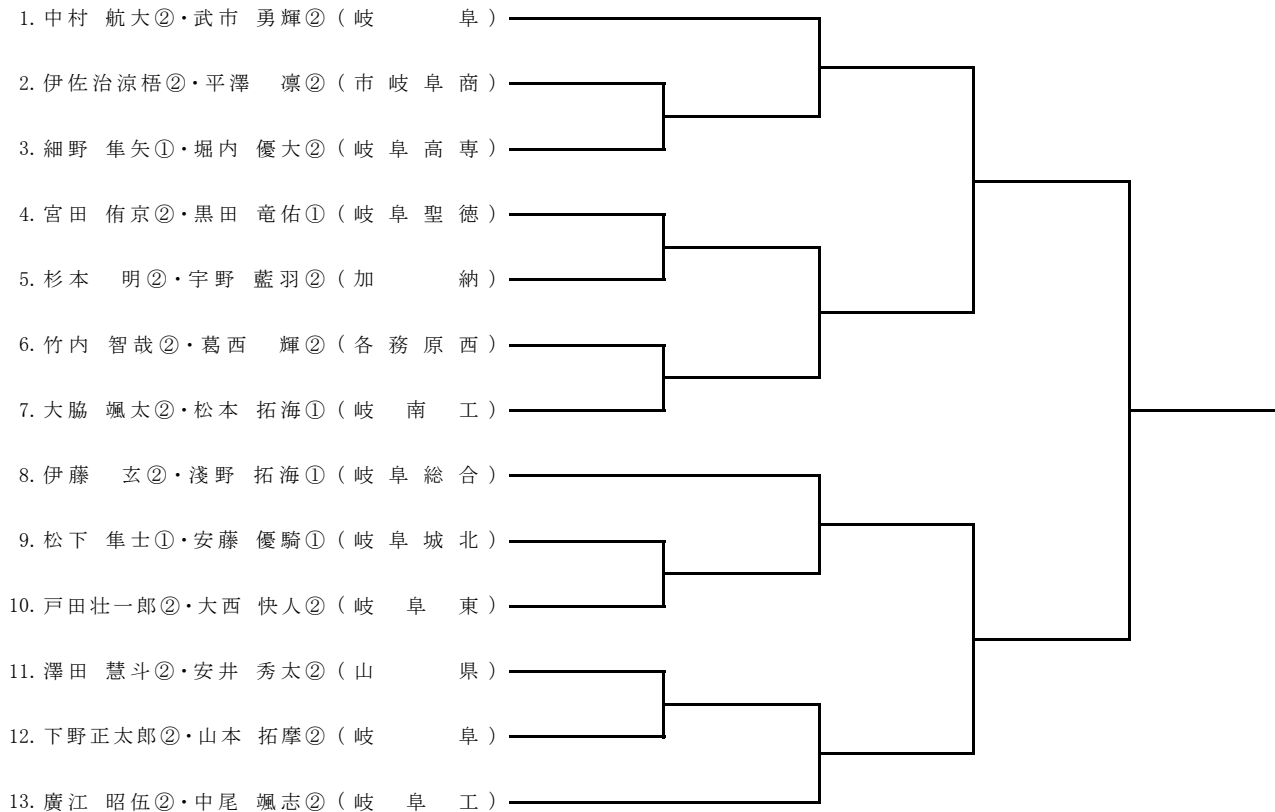 1. 中村 航大②・武市 勇輝② (岐 阜)
2. 伊佐治涼梧②・平澤 凛② (市岐阜商)
3. 細野 隼矢①・堀内 優大② (岐阜高専)
4. 宮田 侑京②・黒田 竜佑① (岐阜聖徳)
5. 杉本 明②・宇野 藍羽② (加 納)
6. 竹内 智哉②・葛西 輝② (各務原西)
7. 大脇 颯太②・松本 拓海① (岐 南 工)
8. 伊藤 玄②・淺野 拓海① (岐阜総合)
9. 松下 隼士①・安藤 優騎① (岐阜城北)
10. 戸田壮一郎②・大西 快人② (岐 阜 東)
11. 澤田 慧斗②・安井 秀太② (山 県)
12. 下野正太郎②・山本 拓摩② (岐 阜)
13. 廣江 昭伍②・中尾 颯志② (岐 阜 工)